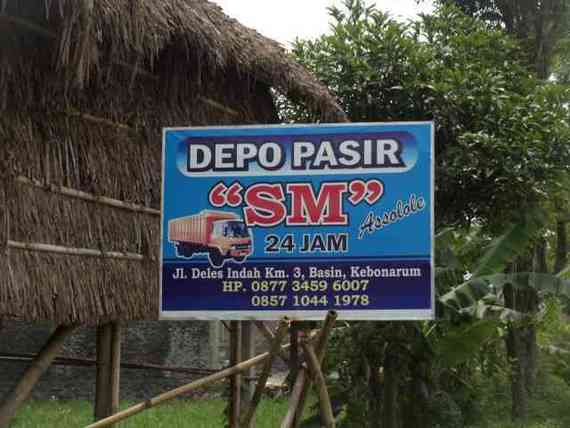 DEPO PASIR
“SM”
Assolole
24 JAM
Jl. Deles Indah Km. 3, Basin, Kebonarum
HP. 0877 3459 6007
0857 1044 1978